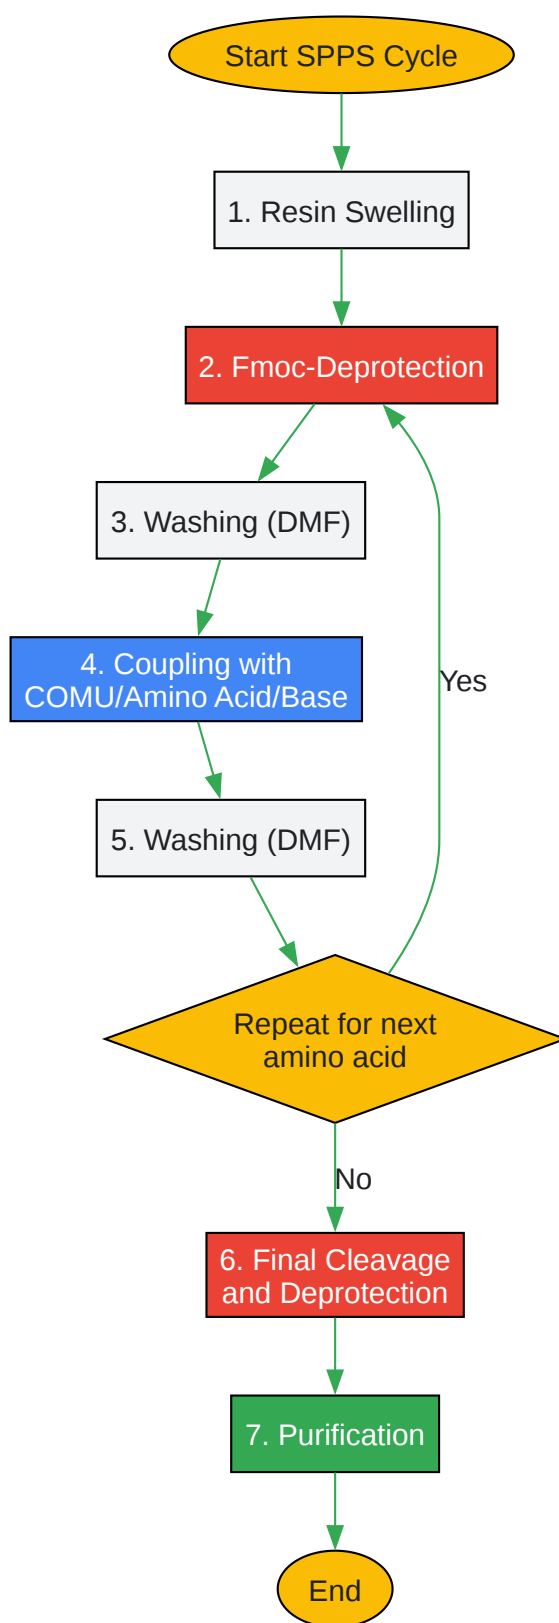 Start SPPS Cycle
1. Resin Swelling
2. Fmoc-Deprotection
3. Washing (DMF)
4. Coupling with
COMU/Amino Acid/Base
Yes
5. Washing (DMF)
Repeat for next
amino acid
No
6. Final Cleavage
and Deprotection
7. Purification
End